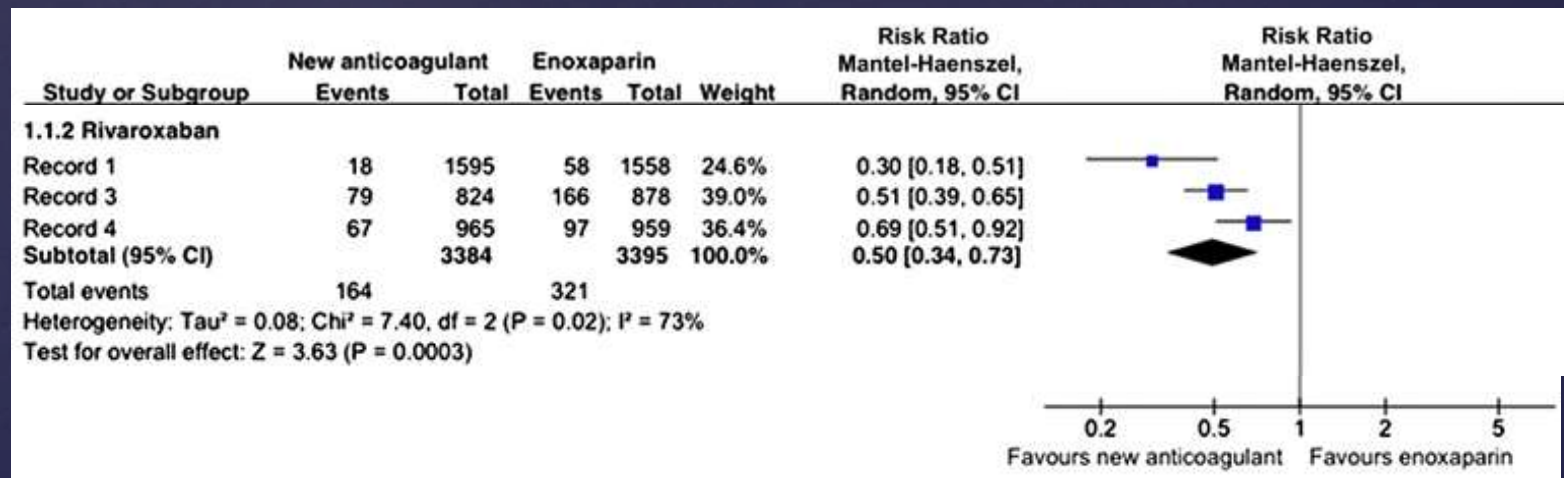 Risk Ratio Risk Ratio
New anticoagulant Enoxaparin Mantel-Haenszel, Mantel-Haenszel,
Study or Subgroup Events Total Events Total Weight Random, 95% CI Random, 95% CI
1.1.2 Rivaroxaban
Record 1 18 1595 58 1558 24.6% 0.30 [0.18, 0.51]
Record 3 79 824 166 878 39.0% 0.51 [0.39, 0.65]
Record 4 67 965 97 959 36.4% 0.69 [0.51, 0.92]
Subtotal (95% CI) 3384 3395 100.0% 0.50 [0.34, 0.73]
Total events 164 321
Heterogeneity: Tau² = 0.08; Chi² = 7.40, df = 2 (P = 0.02); I² = 73%
Test for overall effect: Z = 3.63 (P = 0.0003)
0.2 0.5 1 2 5
Favours new anticoagulant Favours enoxaparin